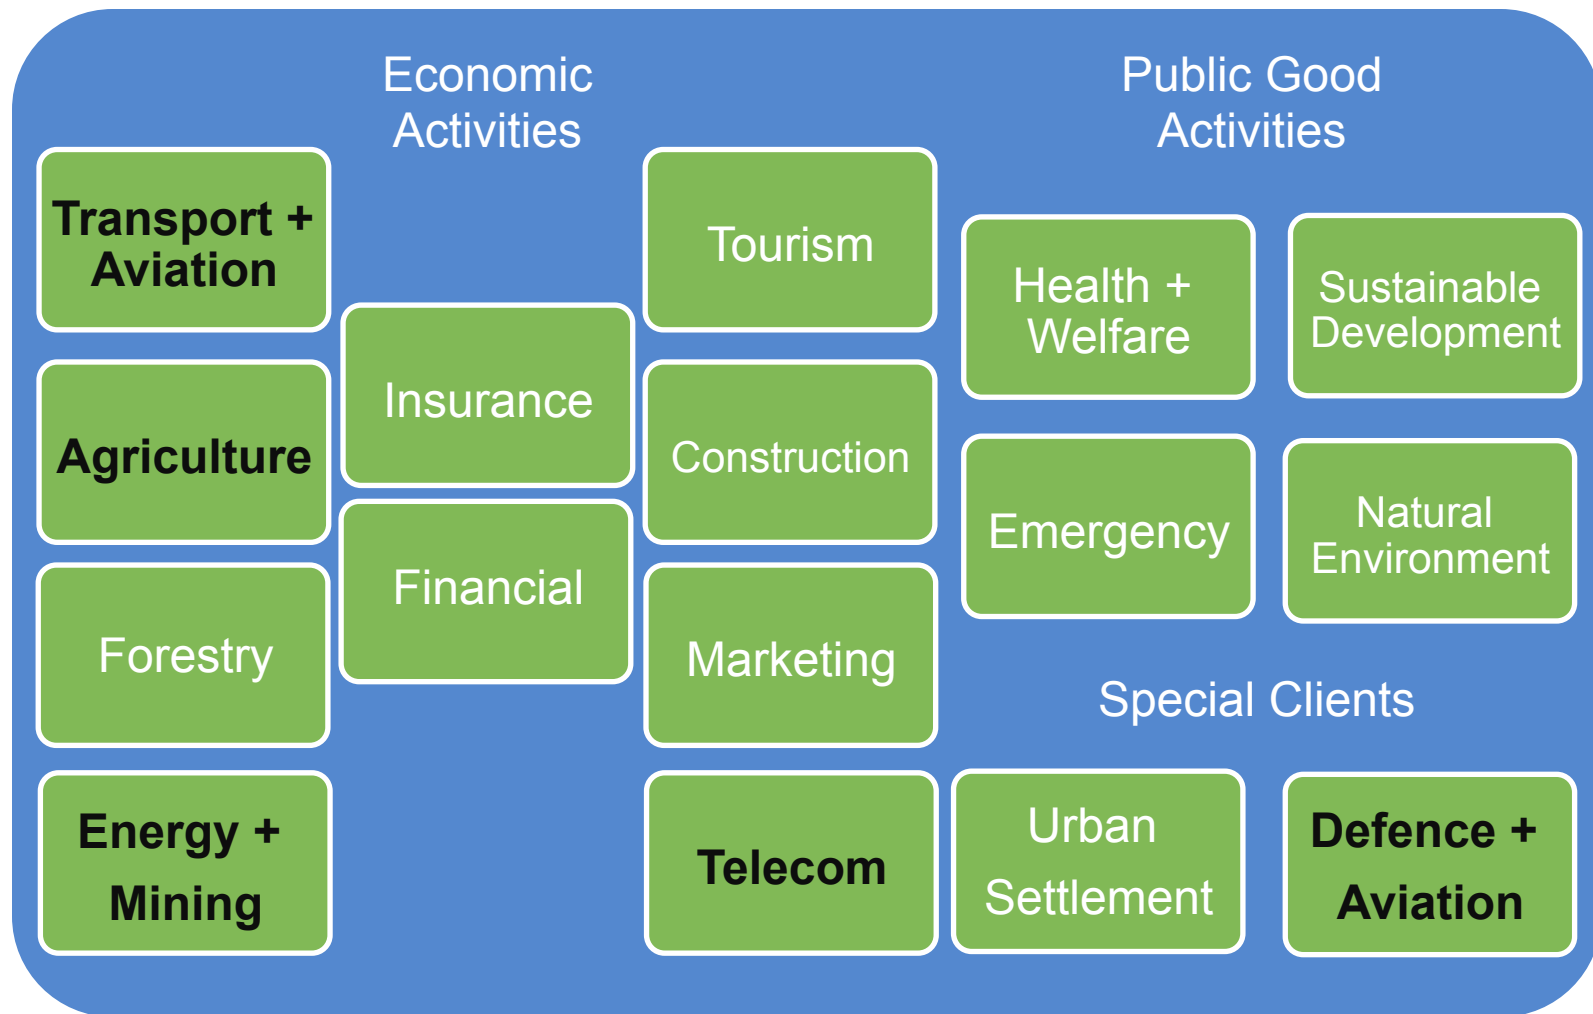 Economic
Activities
Transport +
Aviation
Agriculture
Forestry
Energy +
Mining
Insurance
Financial
Tourism
Construction
Marketing
Telecom
Public Good
Activities
Health +
Welfare
Sustainable
Development
Emergency
Natural
Environment
Special Clients
Urban
Settlement
Defence +
Aviation